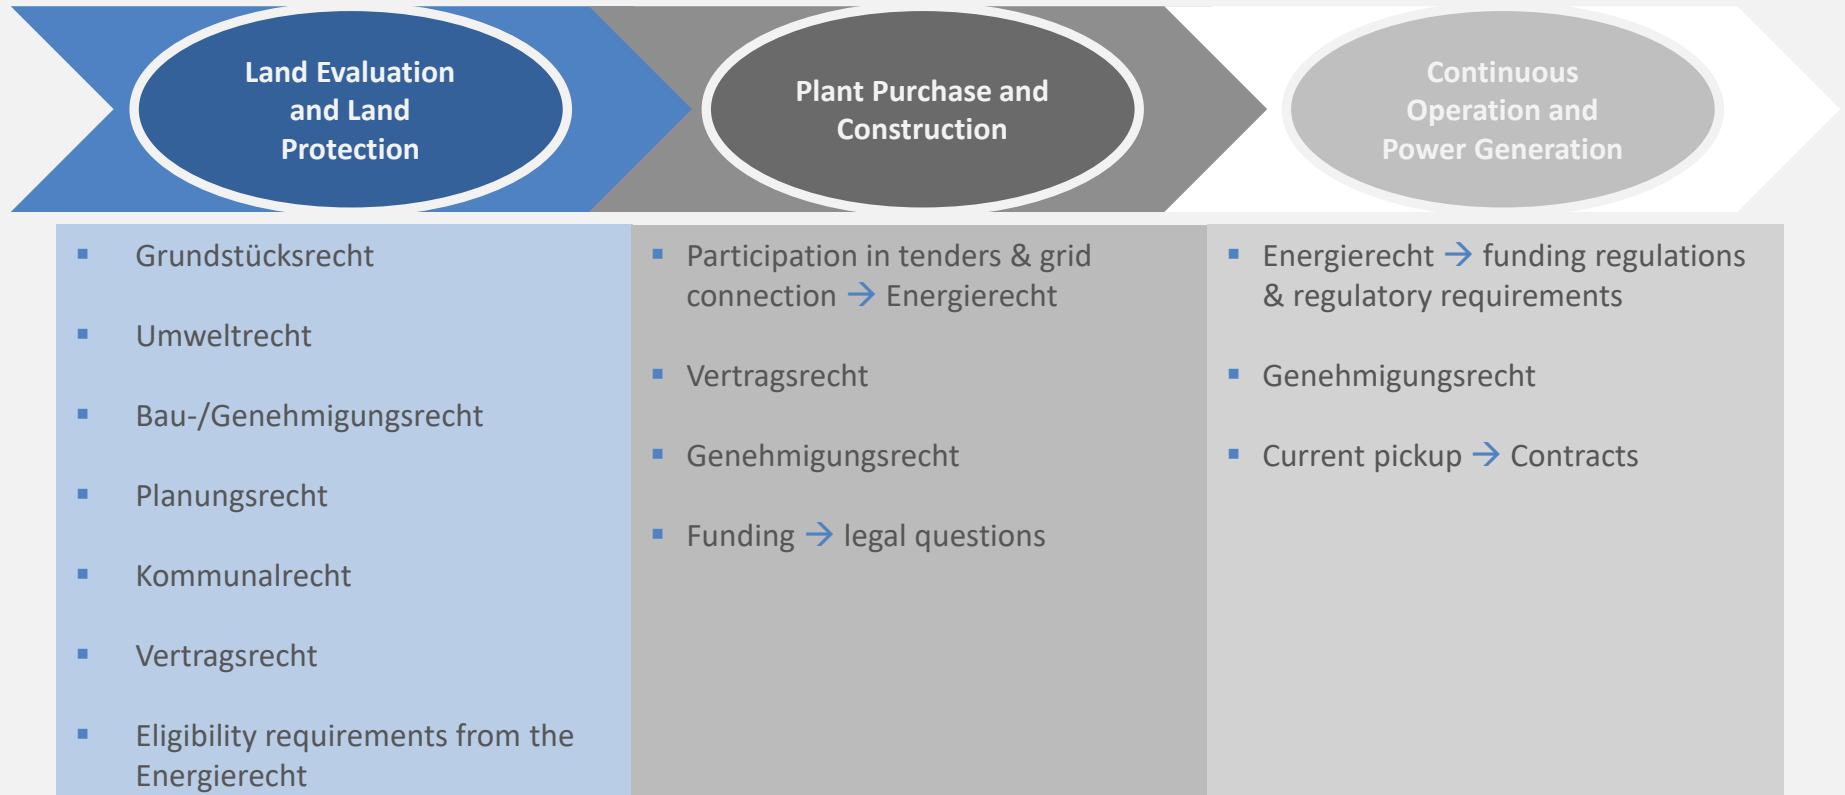 Land Evaluation
and Land
Protection
Plant Purchase and
Construction
Continuous
Operation and
Power Generation
▪ Grundstücksrecht
▪ Umweltrecht
▪ Bau-/Genehmigungsrecht
▪ Planungsrecht
▪ Kommunalrecht
▪ Vertragsrecht
▪ Eligibility requirements from the
Energierecht
▪ Participation in tenders & grid
connection → Energierecht
▪ Vertragsrecht
▪ Genehmigungsrecht
▪ Funding → legal questions
▪ Energierecht → funding regulations
& regulatory requirements
▪ Genehmigungsrecht
▪ Current pickup → Contracts